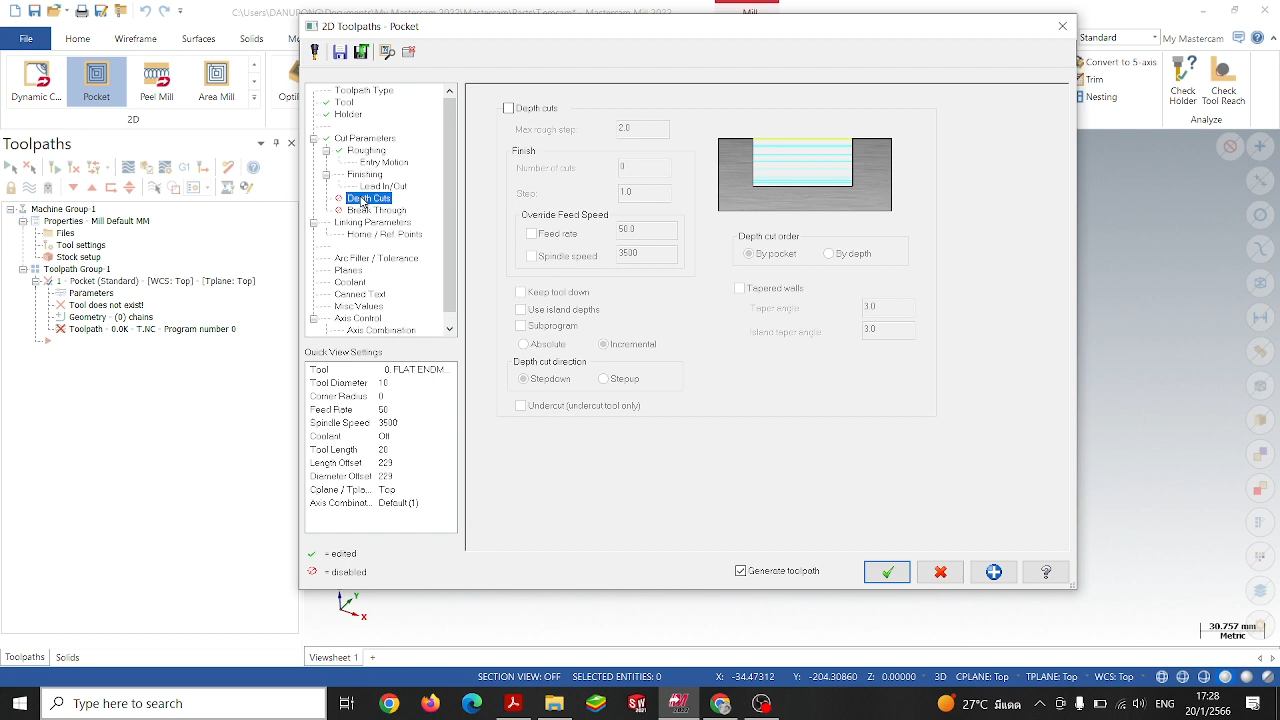 2D Toolpaths - Pocket
Mill
File
Home
Wireframe
Surfaces
Solids
Standard
My Mastercam
Dynamic C...
Pocket
Peel Mill
Area Mill
2D
Convert to 5-axis
Trim
Nesting
Check
Holder
Check
Tool Reach
Analyze
Toolpaths
G1
Machine Group-1
Properties - Mill Default MM
Files
Tool settings
Stock setup
Toolpath Group-1
1 - Pocket (Standard) - [WCS: Top] - [Tplane: Top]
Parameters
Tool does not exist!
Geometry - (0) chains
Toolpath - 0.0K - T.NC - Program number 0
Toolpath Type
Tool
Holder
Cut Parameters
Roughing
Entry Motion
Finishing
Lead In/Out
Depth Cuts
Break Through
Linking Parameters
Home / Ref. Points
Arc Filter / Tolerance
Planes
Coolant
Canned Text
Misc Values
Axis Control
Axis Combination
Quick View Settings
Tool 0. FLAT ENDM...
Tool Diameter 10
Corner Radius 0
Feed Rate 50
Spindle Speed 3500
Coolant Off
Tool Length 20
Length Offset 229
Diameter Offset 229
Cplane / Tpla... Top
Axis Combinat... Default (1)
= edited
= disabled
Depth cuts
Max rough step: 2.0
Finish
Number of cuts: 0
Step: 1.0
Override Feed Speed
Feed rate 50.0
Spindle speed 3500
Keep tool down
Use island depths
Subprogram
Absolute
Incremental
Depth cut direction
Stepdown
Stepup
Undercut (undercut tool only)
Depth cut order
By pocket
By depth
Tapered walls
Taper angle 3.0
Island taper angle 3.0
Generate toolpath
Y
X
30.757 mm
Metric
Toolpaths
Solids
Viewsheet 1
+
SECTION VIEW: OFF
SELECTED ENTITIES: 0
X: -34.47312
Y: -204.30860
Z: 0.00000
3D
CPLANE: Top
TPLANE: Top
WCS: Top
Type here to search
27°C มีเมฆมาก
ENG
17:28
20/1/2566